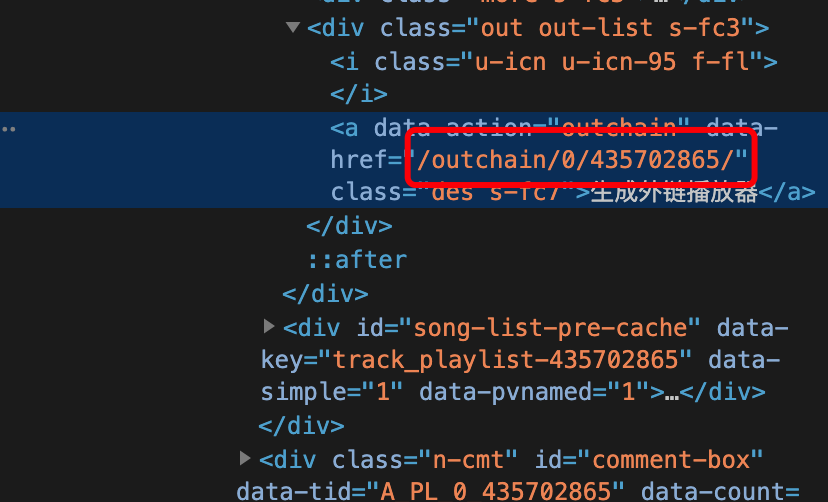 <div class="out out-list s-fc3">
<i class="u-icn u-icn-95 f-fl">
</i>
<a data-action="outchain" data-
href="/outchain/0/435702865/"
class="des s-fc7">生成外链播放器</a>
</div>
::after
</div>
<div id="song-list-pre-cache" data-
key="track_playlist-435702865" data-
simple="1" data-pvnamed="1">…</div>
</div>
<div class="n-cmt" id="comment-box"
data-tid="A_PL_0_435702865" data-count=